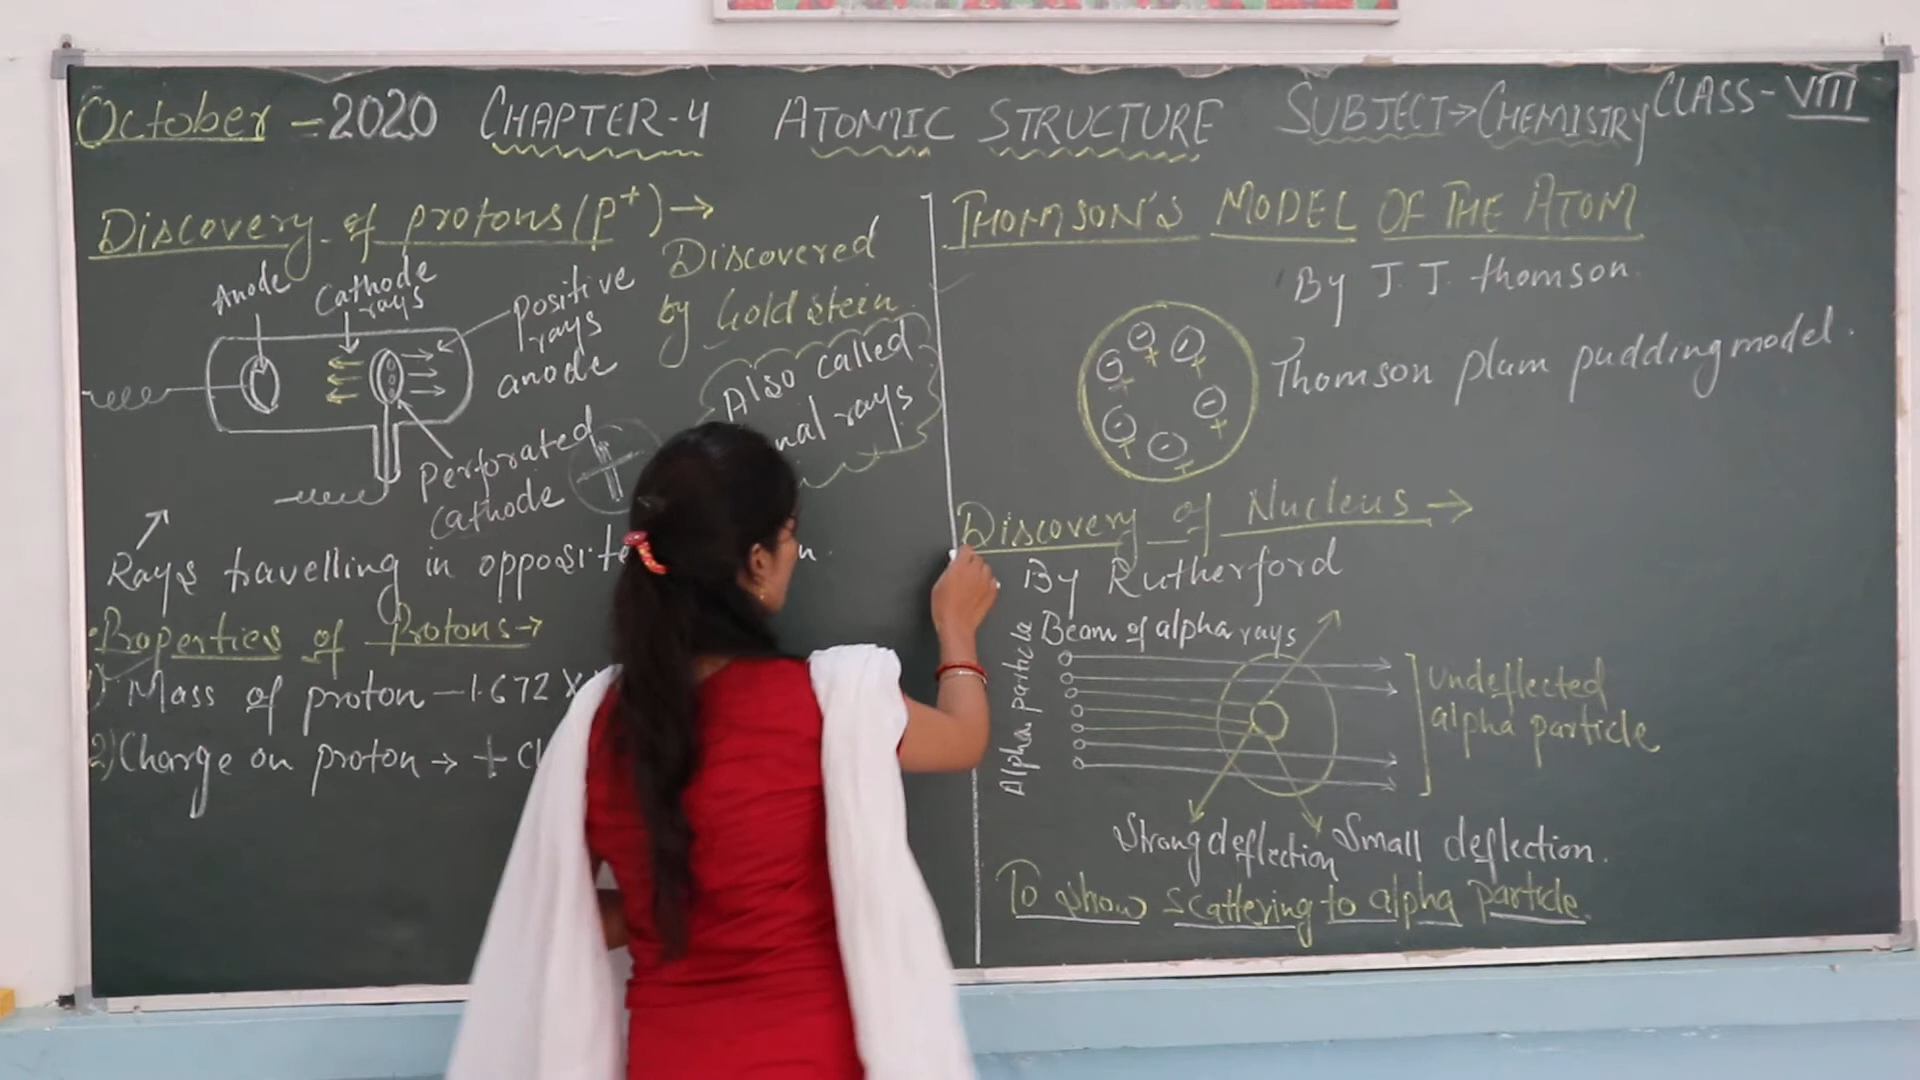 October - 2020 CHAPTER-4 ATOMIC STRUCTURE SUBJECT→CHEMISTRY CLASS-VIII
Discovery of protons (P⁺)→
Discovered
by Goldstein
Anode
Cathode
rays
Positive
rays
anode
Also called
rays
Perforated
Cathode
Rays travelling in opposite
Properties of Protons→
1) Mass of proton - 1.672 X
2) Charge on proton → +
THOMSON'S MODEL OF THE ATOM
By J. J. thomson.
Thomson plum pudding model.
- - - - - - -
+ + + + + +
Discovery of Nucleus →
By Rutherford
Beam of alpha rays
Alpha particle
undeflected
alpha particle
Strong deflection Small deflection.
To show scattering to alpha particle.